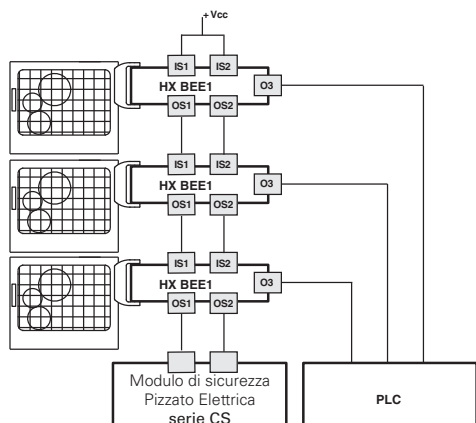 +Vcc
IS1 IS2
HX BEE1 O3
OS1 OS2
IS1 IS2
HX BEE1 O3
OS1 OS2
IS1 IS2
HX BEE1 O3
OS1 OS2
Modulo di sicurezza
Pizzato Elettrica
serie CS
PLC